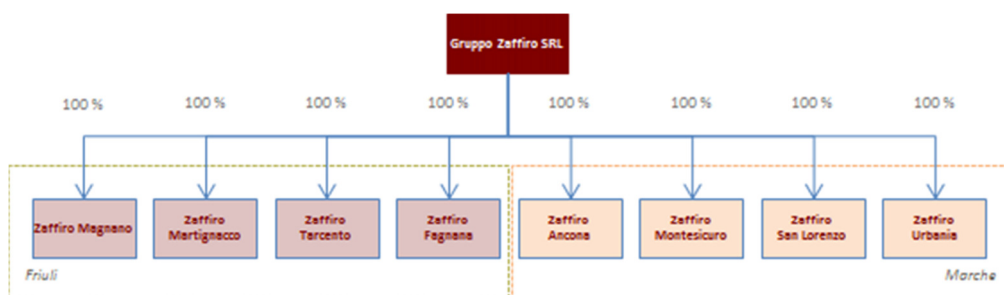 Gruppo Zaffiro SRL
100 % 100 % 100 % 100 % 100 % 100 % 100 % 100 %
Zaffiro Magnano
Zaffiro
Martignacco
Zaffiro
Tarcento
Zaffiro
Fagnana
Zaffiro
Ancona
Zaffiro
Montesicuro
Zaffiro
San Lorenzo
Zaffiro
Urbania
Friuli
Marche